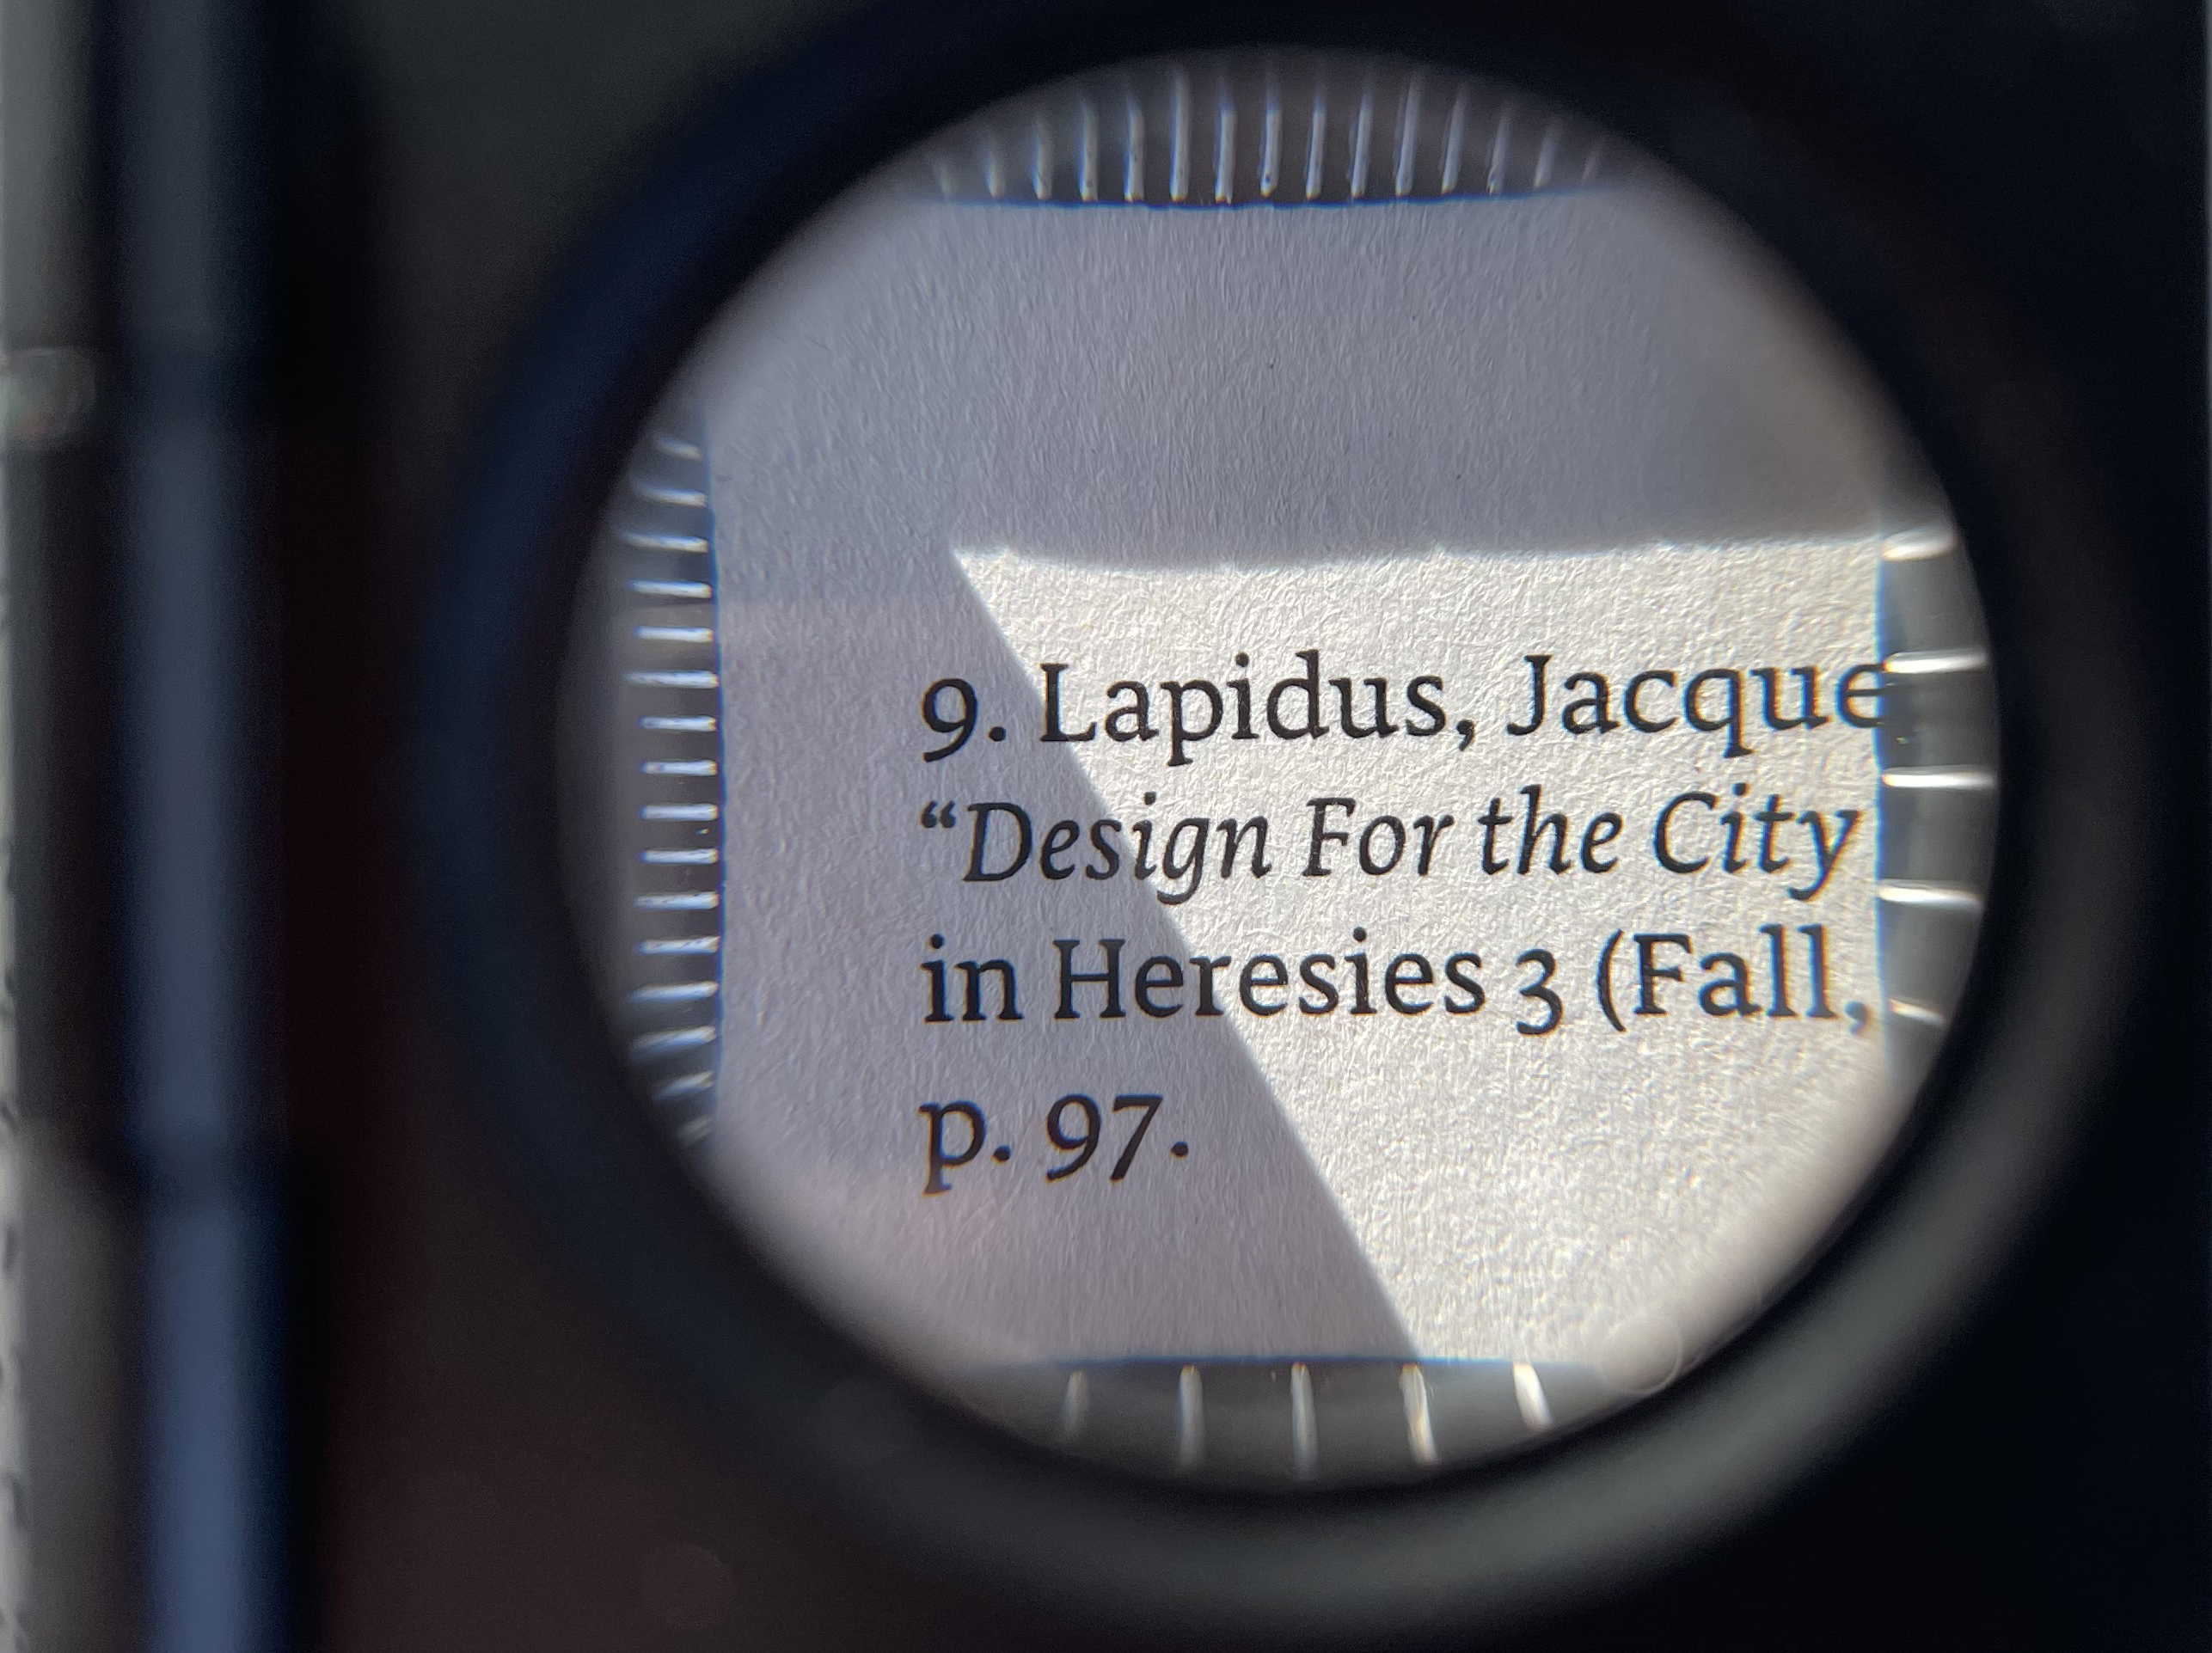 9. Lapidus, Jacque
“Design For the City
in Heresies 3 (Fall,
p. 97.